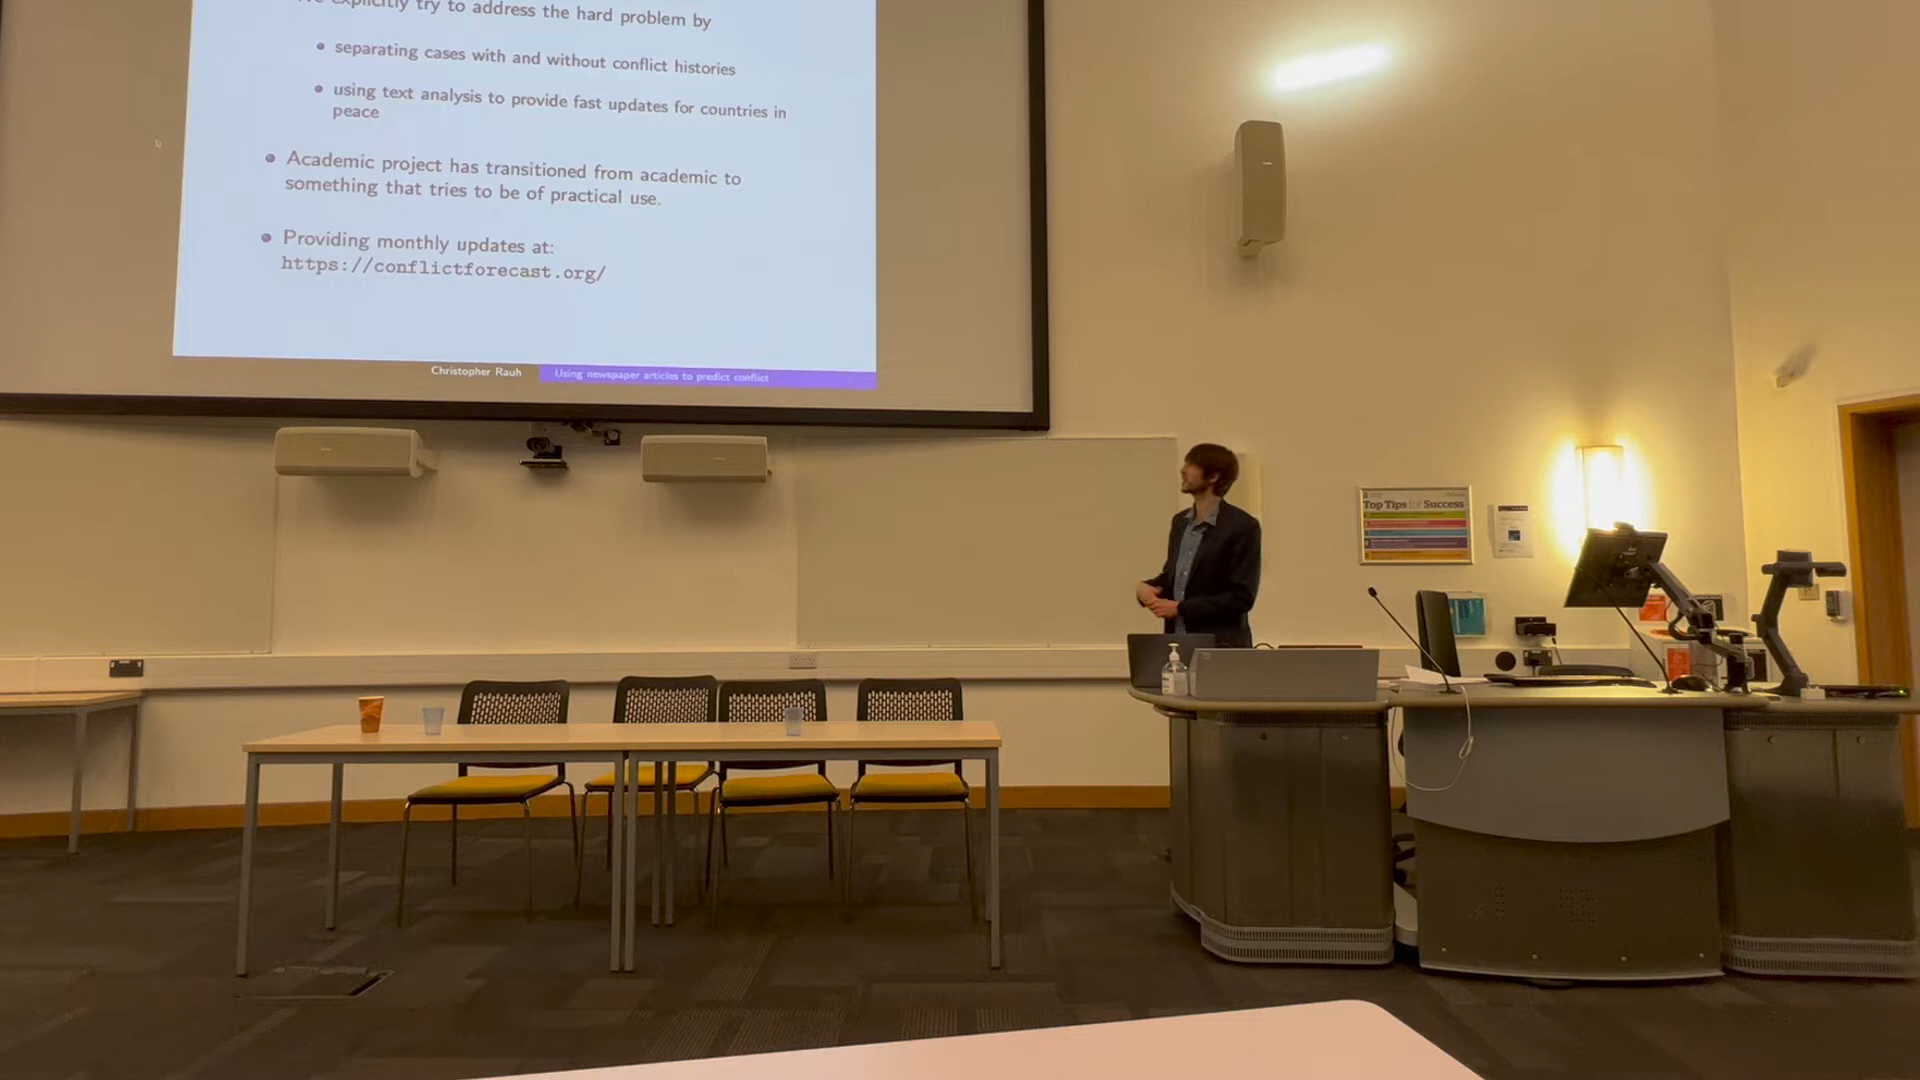 explicitly try to address the hard problem by
separating cases with and without conflict histories
using text analysis to provide fast updates for countries in
peace
Academic project has transitioned from academic to
something that tries to be of practical use.
Providing monthly updates at:
https://conflictforecast.org/
Christopher Rauh
Using newspaper articles to predict conflict
Top Tips for Success